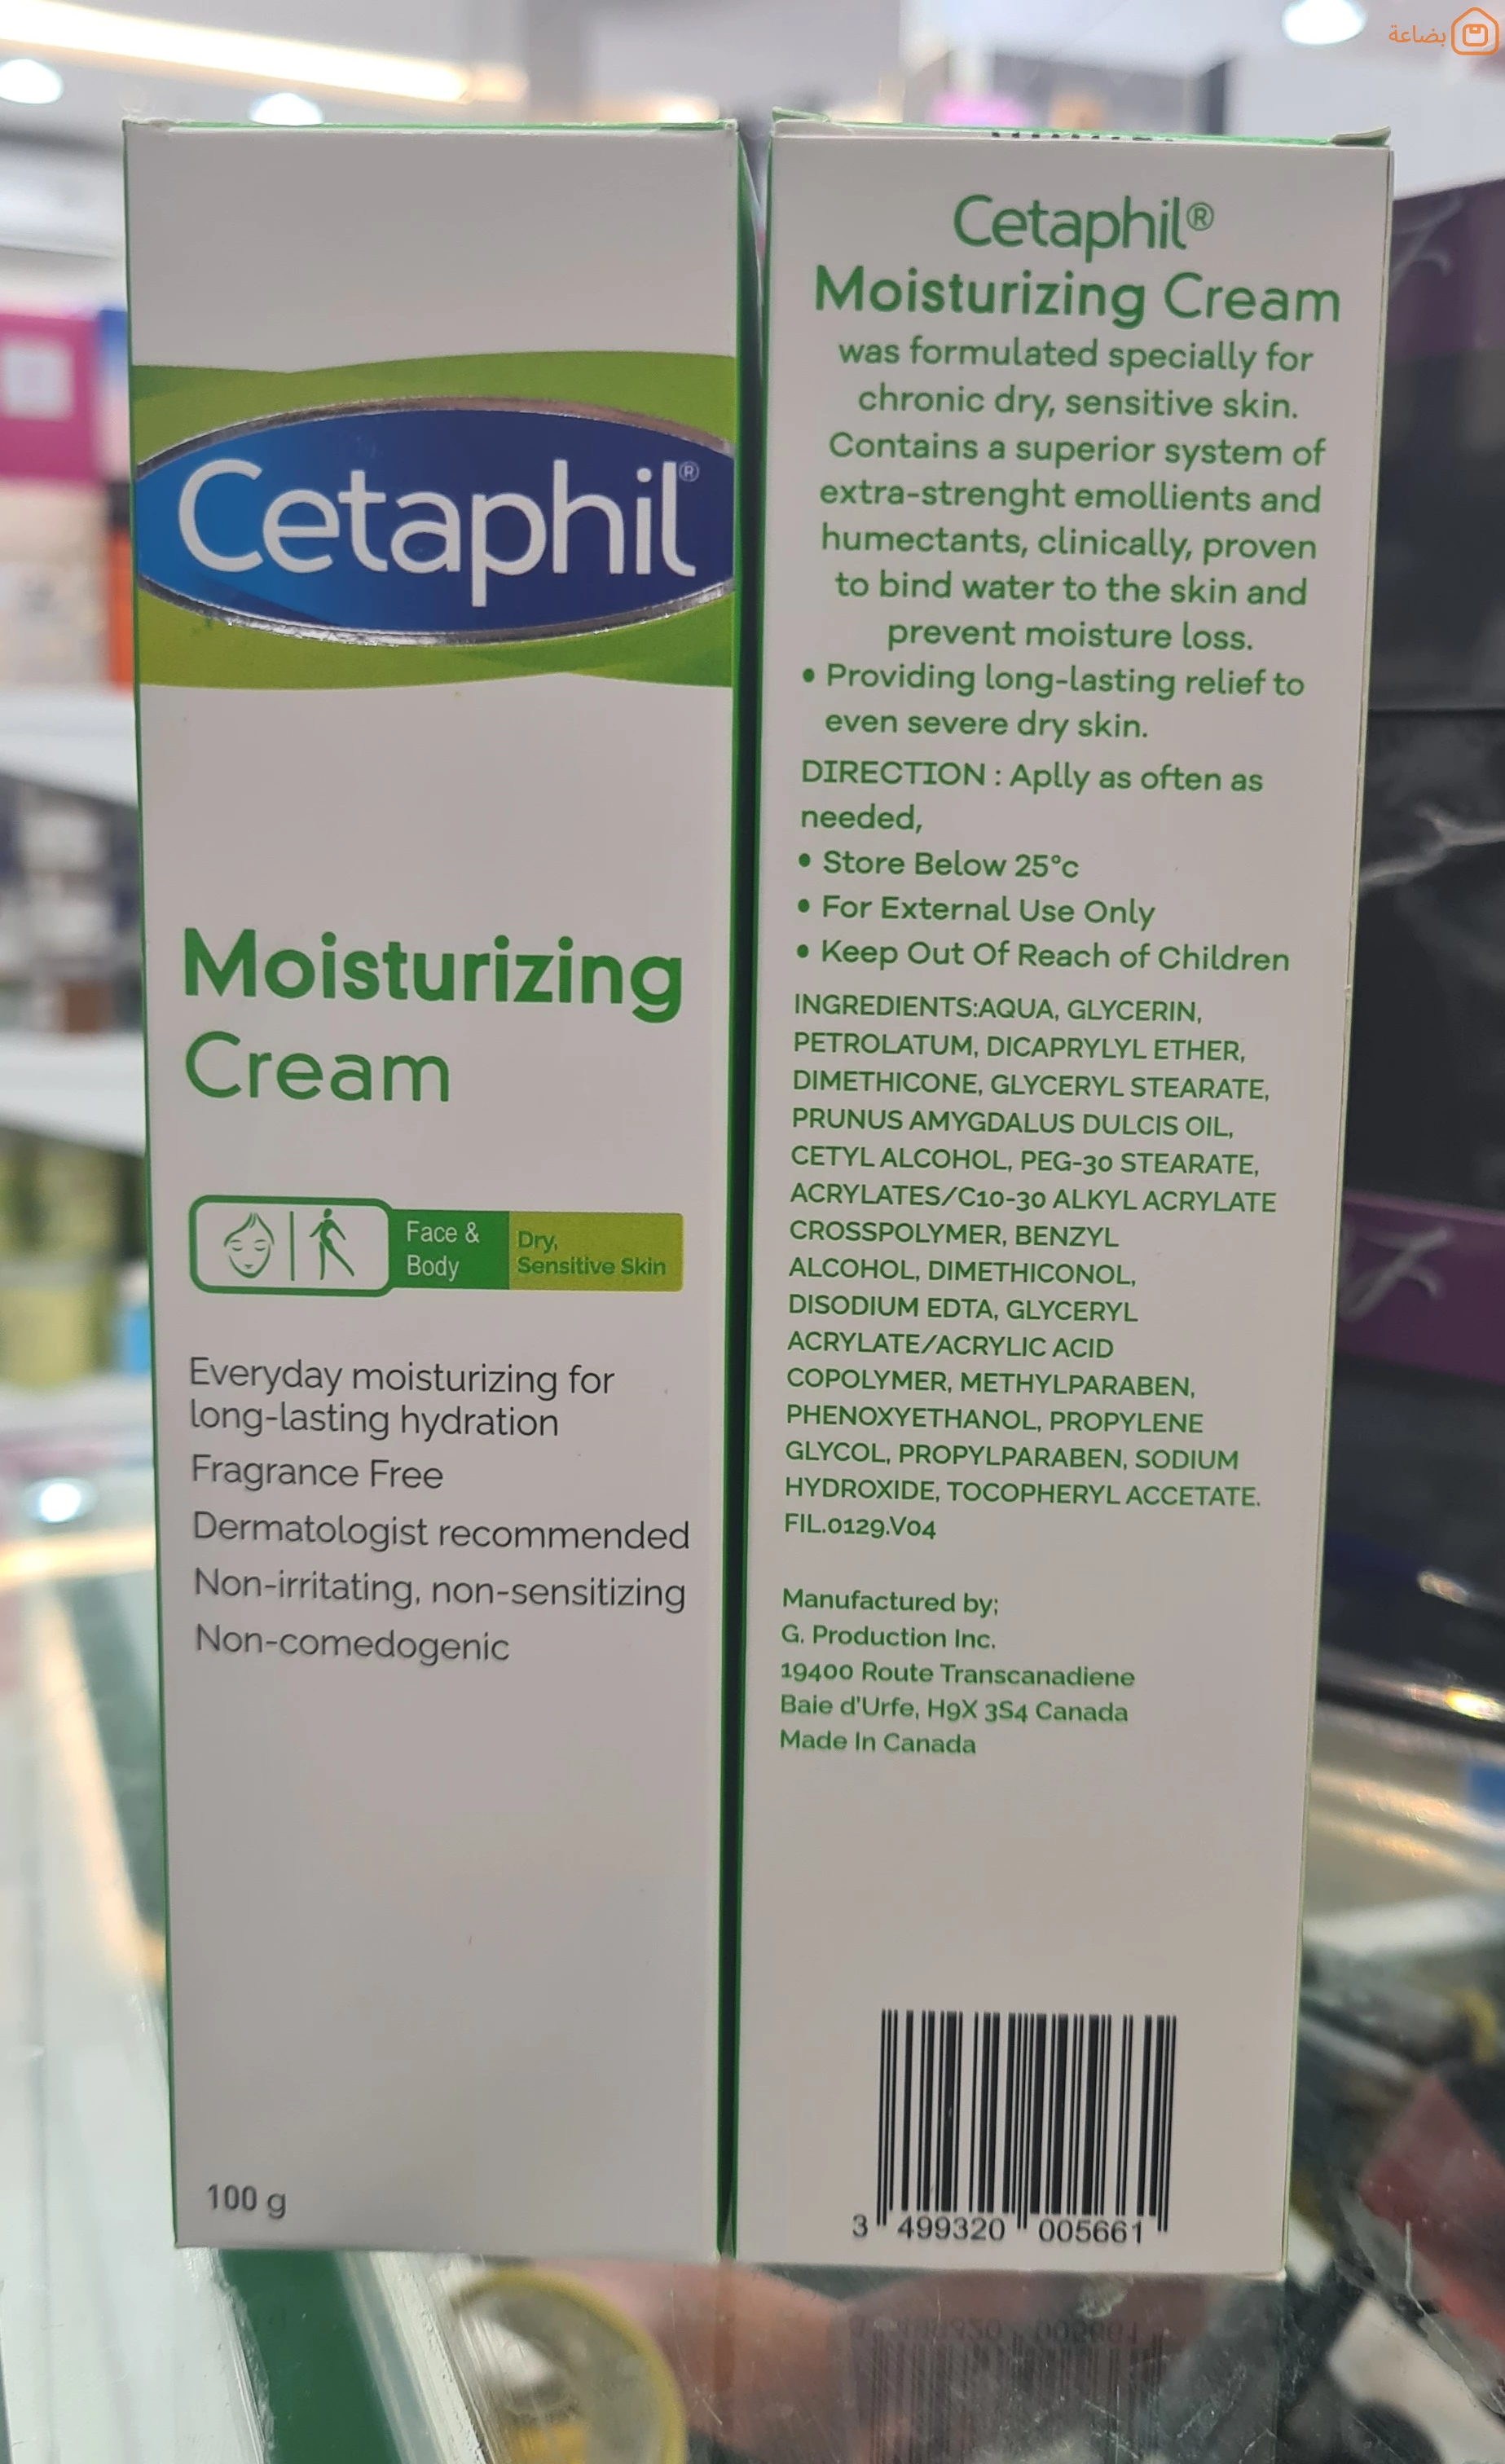 بضاعة
Cetaphil®
Moisturizing
Cream
Face &
Body
Dry,
Sensitive Skin
Everyday moisturizing for
long-lasting hydration
Fragrance Free
Dermatologist recommended
Non-irritating, non-sensitizing
Non-comedogenic
100 g
Cetaphil®
Moisturizing Cream
was formulated specially for
chronic dry, sensitive skin.
Contains a superior system of
extra-strenght emollients and
humectants, clinically, proven
to bind water to the skin and
prevent moisture loss.
• Providing long-lasting relief to
even severe dry skin.
DIRECTION : Aplly as often as
needed,
• Store Below 25°c
• For External Use Only
• Keep Out Of Reach of Children
INGREDIENTS:AQUA, GLYCERIN,
PETROLATUM, DICAPRYLYL ETHER,
DIMETHICONE, GLYCERYL STEARATE,
PRUNUS AMYGDALUS DULCIS OIL,
CETYL ALCOHOL, PEG-30 STEARATE,
ACRYLATES/C10-30 ALKYL ACRYLATE
CROSSPOLYMER, BENZYL
ALCOHOL, DIMETHICONOL,
DISODIUM EDTA, GLYCERYL
ACRYLATE/ACRYLIC ACID
COPOLYMER, METHYLPARABEN,
PHENOXYETHANOL, PROPYLENE
GLYCOL, PROPYLPARABEN, SODIUM
HYDROXIDE, TOCOPHERYL ACCETATE.
FIL.0129.V04
Manufactured by;
G. Production Inc.
19400 Route Transcanadiene
Baie d'Urfe, H9X 3S4 Canada
Made In Canada
3 499320 005661